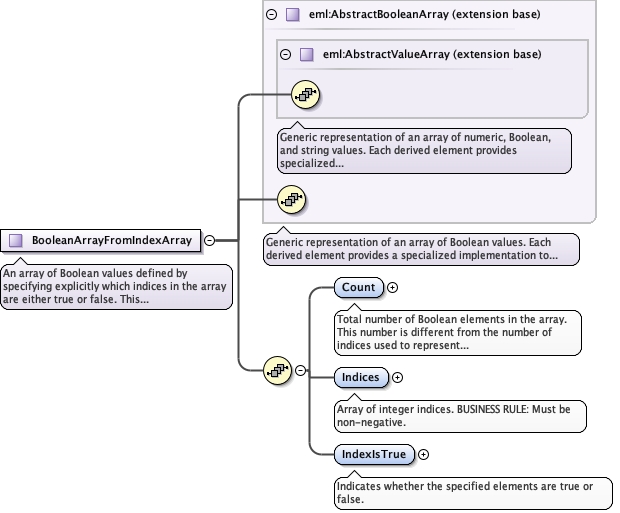 eml:AbstractBooleanArray (extension base)
eml:AbstractValueArray (extension base)
Generic representation of an array of numeric, Boolean,
and string values. Each derived element provides
specialized...
BooleanArrayFromIndexArray
An array of Boolean values defined by
specifying explicitly which indices in the array
are either true or false. This...
Generic representation of an array of Boolean values. Each
derived element provides a specialized implementation to...
Count
Total number of Boolean elements in the array.
This number is different from the number of
indices used to represent...
Indices
Array of integer indices. BUSINESS RULE: Must be
non-negative.
IndexIsTrue
Indicates whether the specified elements are true or
false.